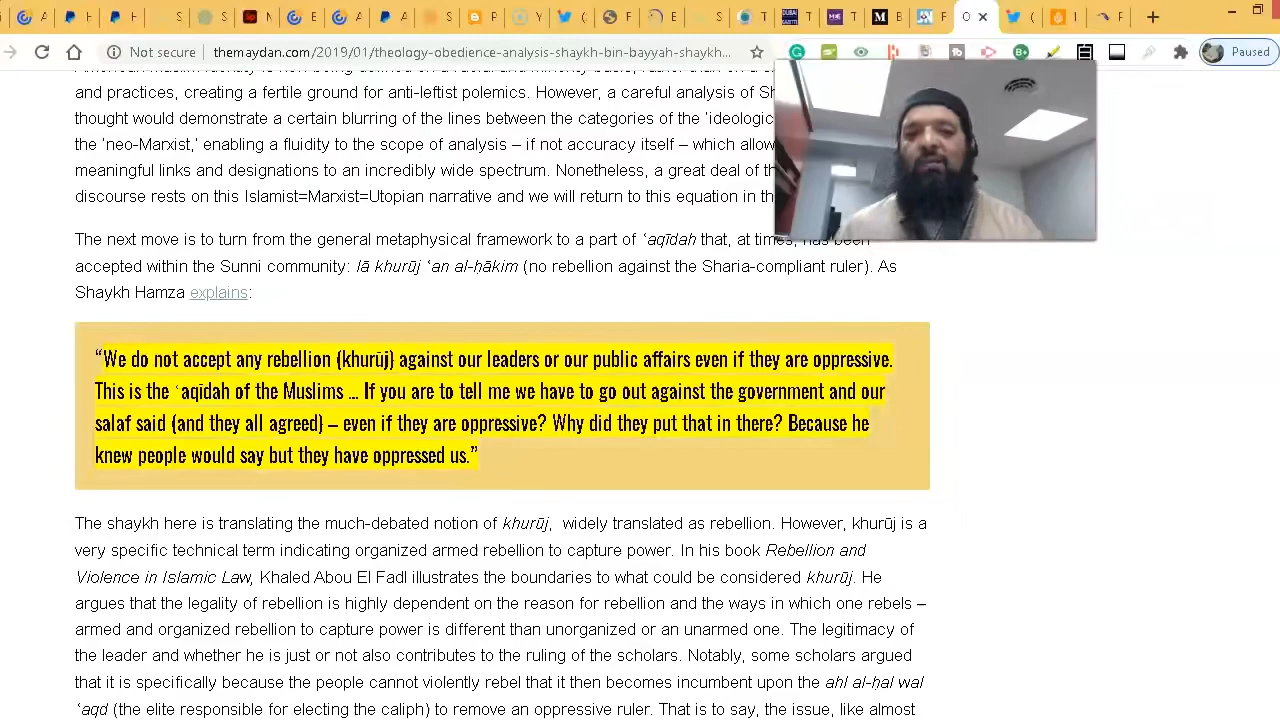 Not secure themaydan.com/2019/01/theology-obedience-analysis-shaykh-bin-bayyah-shaykh... Paused
and practices, creating a fertile ground for anti-leftist polemics. However, a careful analysis of Sh
thought would demonstrate a certain blurring of the lines between the categories of the ‘ideologic
the ‘neo-Marxist,’ enabling a fluidity to the scope of analysis – if not accuracy itself – which allow
meaningful links and designations to an incredibly wide spectrum. Nonetheless, a great deal of th
discourse rests on this Islamist=Marxist=Utopian narrative and we will return to this equation in th
The next move is to turn from the general metaphysical framework to a part of ʿaqīdah that, at times, has been
accepted within the Sunni community: lā khurūj ʿan al-ḥākim (no rebellion against the Sharia-compliant ruler). As
Shaykh Hamza explains:
“We do not accept any rebellion (khurūj) against our leaders or our public affairs even if they are oppressive.
This is the ʿaqīdah of the Muslims ... If you are to tell me we have to go out against the government and our
salaf said (and they all agreed) – even if they are oppressive? Why did they put that in there? Because he
knew people would say but they have oppressed us.”
The shaykh here is translating the much-debated notion of khurūj, widely translated as rebellion. However, khurūj is a
very specific technical term indicating organized armed rebellion to capture power. In his book Rebellion and
Violence in Islamic Law, Khaled Abou El Fadl illustrates the boundaries to what could be considered khurūj. He
argues that the legality of rebellion is highly dependent on the reason for rebellion and the ways in which one rebels –
armed and organized rebellion to capture power is different than unorganized or an unarmed one. The legitimacy of
the leader and whether he is just or not also contributes to the ruling of the scholars. Notably, some scholars argued
that it is specifically because the people cannot violently rebel that it then becomes incumbent upon the ahl al-ḥal wal
ʿaqd (the elite responsible for electing the caliph) to remove an oppressive ruler. That is to say, the issue, like almost